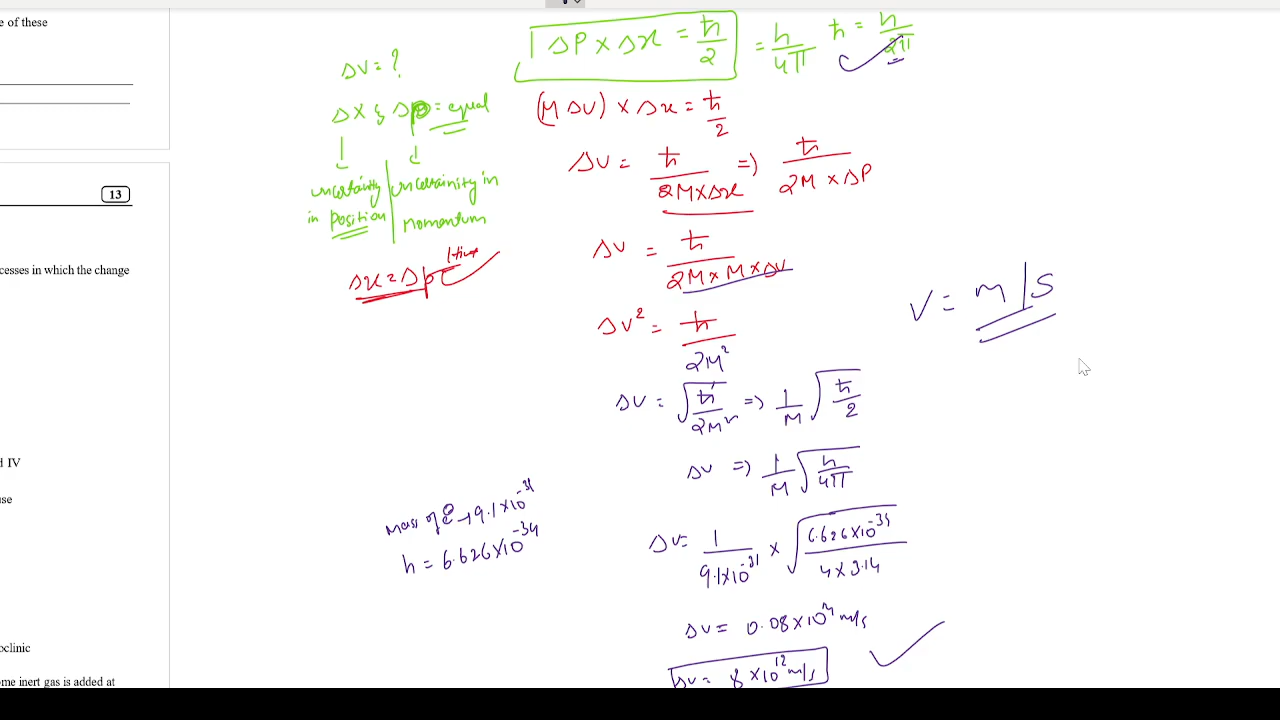 e of these
13
cesses in which the change
d IV
use
oclinic
ome inert gas is added at
ΔP × Δx = ħ/2 = h/4π ħ = h/2π
ΔV = ?
Δx & Δp = equal
uncertainity in position
uncertainity in momentum
Δx = Δp
(M ΔV) × Δx = ħ/2
ΔV = ħ/2M×Δx => ħ/2M × ΔP
ΔV = ħ/2M × M × ΔV
V = m/s
ΔV² = ħ/2M²
ΔV = √ħ/2M² => 1/M √ħ/2
ΔV => 1/M √h/4π
Mass of e → 9.1×10⁻³¹
h = 6.626×10⁻³⁴
ΔV = 1/9.1×10⁻³¹ × √6.626×10⁻³⁴/4×3.14
ΔV = 0.08×10¹⁴ m/s
ΔV = 8×10¹² m/s